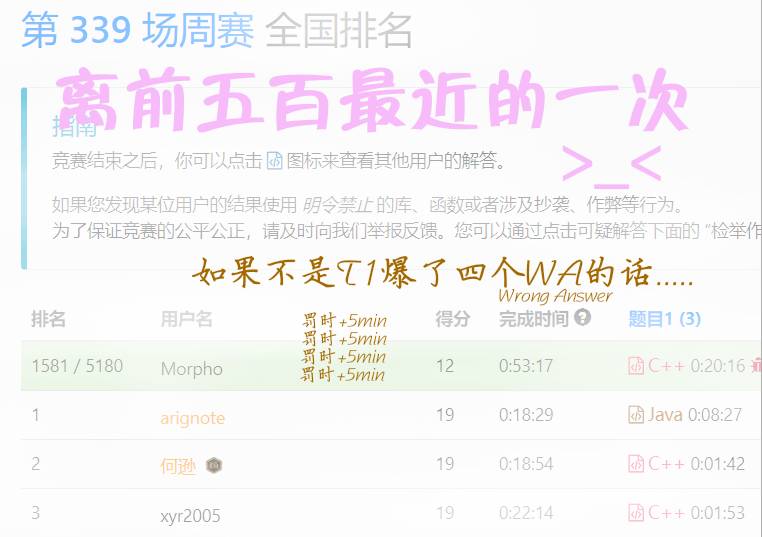 第 339 场周赛 全国排名
离前五百最近的一次
指南
>_<
竞赛结束之后，你可以点击 图标来查看其他用户的解答。
如果您发现某位用户的结果使用 明令禁止 的库、函数或者涉及抄袭、作弊等行为。
为了保证竞赛的公平公正，请及时向我们举报反馈。您可以通过点击可疑解答下面的 “检举作
如果不是T1爆了四个WA的话.....
Wrong Answer
排名 用户名 得分 完成时间 题目1 (3)
罚时+5min
罚时+5min
罚时+5min
罚时+5min
1581 / 5180 Morpho 12 0:53:17 C++ 0:20:16
1 arignote 19 0:18:29 Java 0:08:27
2 何逊 19 0:18:54 C++ 0:01:42
3 xyr2005 19 0:22:14 C++ 0:01:53